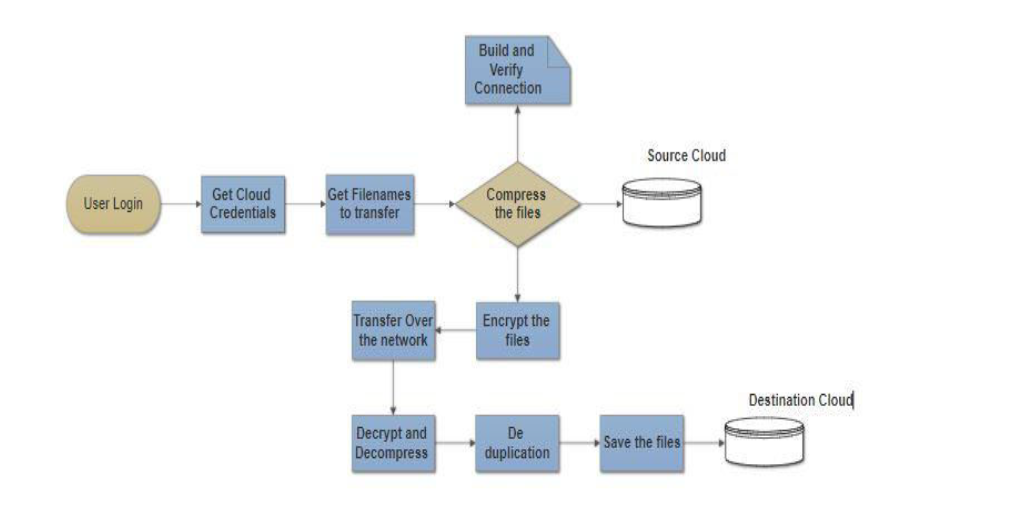 Build and
Verify
Connection
Source Cloud
User Login
Get Cloud
Credentials
Get Filenames
to transfer
Compress
the files
Transfer Over
the network
Encrypt the
files
Destination Cloud
Decrypt and
Decompress
De
duplication
Save the files